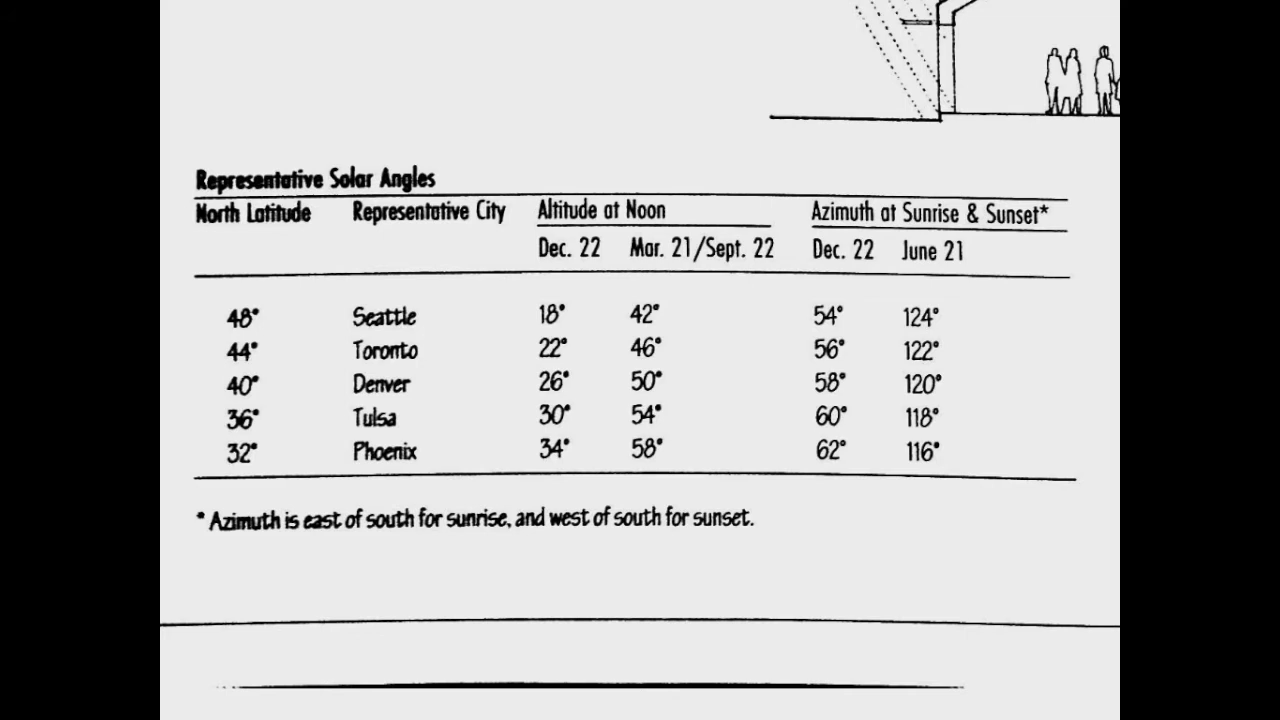 Representative Solar Angles
North Latitude Representative City Altitude at Noon Azimuth at Sunrise & Sunset*
Dec. 22 Mar. 21/Sept. 22 Dec. 22 June 21
48° Seattle 18° 42° 54° 124°
44° Toronto 22° 46° 56° 122°
40° Denver 26° 50° 58° 120°
36° Tulsa 30° 54° 60° 118°
32° Phoenix 34° 58° 62° 116°
* Azimuth is east of south for sunrise, and west of south for sunset.